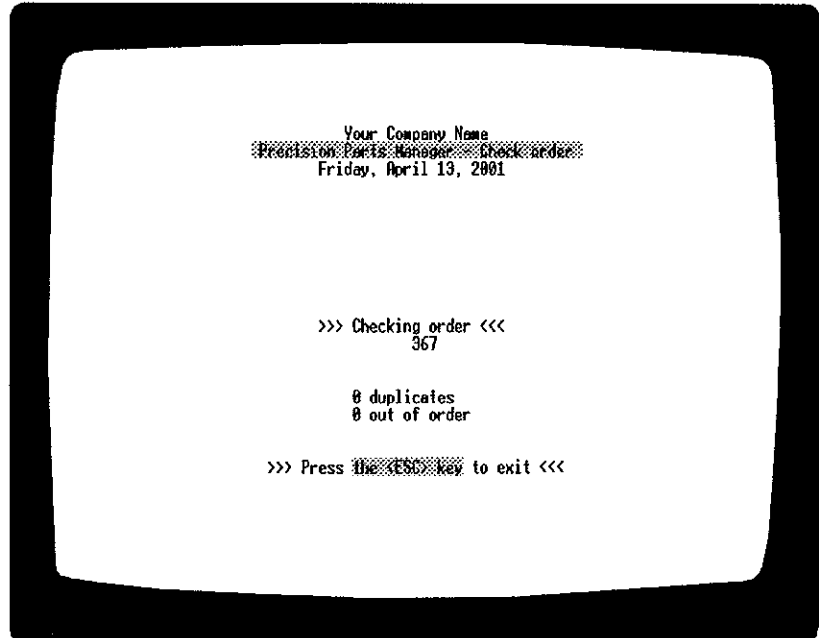 Your Company Name
Precision Parts Manager - Check order
Friday, April 13, 2001
>>> Checking order <<<
367
0 duplicates
0 out of order
>>> Press the <ESC> key to exit <<<